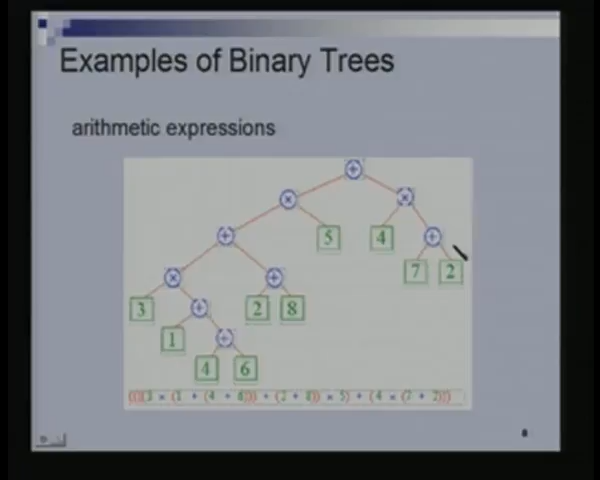 Examples of Binary Trees
arithmetic expressions
+
× ×
+ 5 4 +
× + 7 2
3 + 2 8
1 +
4 6
((((3 × (1 + (4 + 6))) + (2 + 8)) × 5) + (4 × (7 + 2)))
8